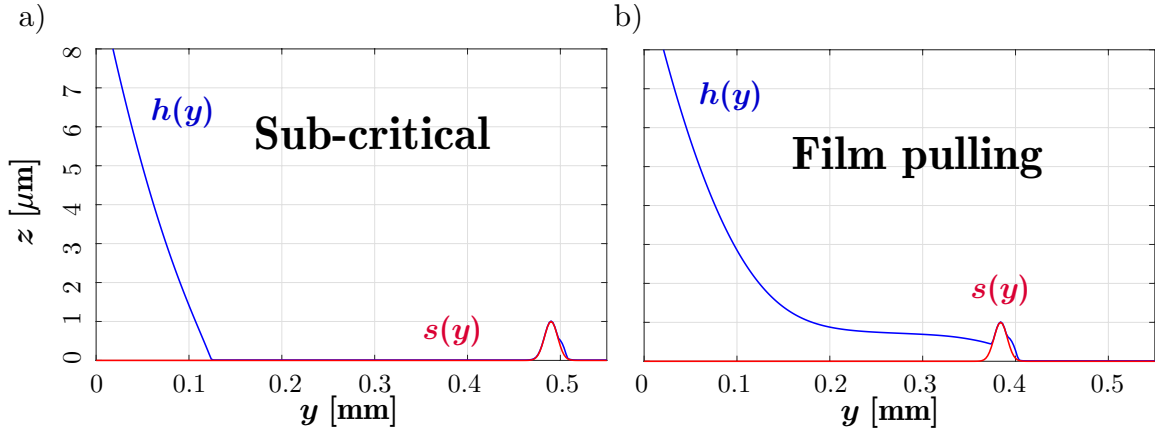 a)
b)
8
7
6
5
4
3
2
1
0
z [μm]
h(y)
Sub-critical
s(y)
0 0.1 0.2 0.3 0.4 0.5
y [mm]
h(y)
Film pulling
s(y)
0 0.1 0.2 0.3 0.4 0.5
y [mm]